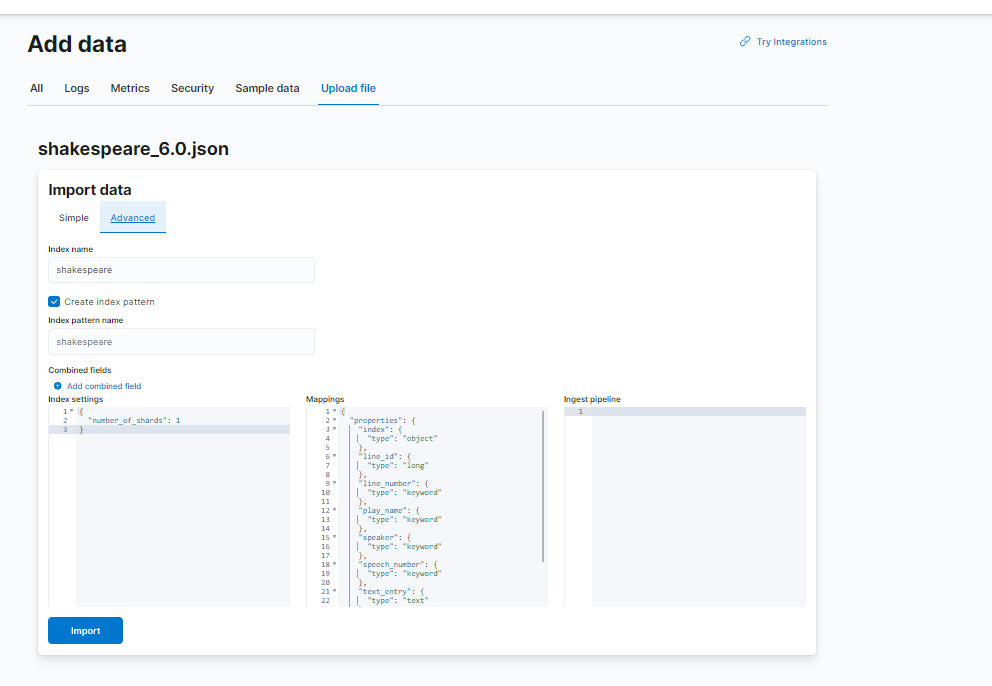 Add data
Try Integrations
All Logs Metrics Security Sample data Upload file
shakespeare_6.0.json
Import data
Simple Advanced
Index name
shakespeare
Create index pattern
Index pattern name
shakespeare
Combined fields
Add combined field
Index settings
1 {
2 "number_of_shards": 1
3 }
Mappings
1 {
2 "properties": {
3 "index": {
4 "type": "object"
5 },
6 "line_id": {
7 "type": "long"
8 },
9 "line_number": {
10 "type": "keyword"
11 },
12 "play_name": {
13 "type": "keyword"
14 },
15 "speaker": {
16 "type": "keyword"
17 },
18 "speech_number": {
19 "type": "keyword"
20 },
21 "text_entry": {
22 "type": "text"
Ingest pipeline
1
Import